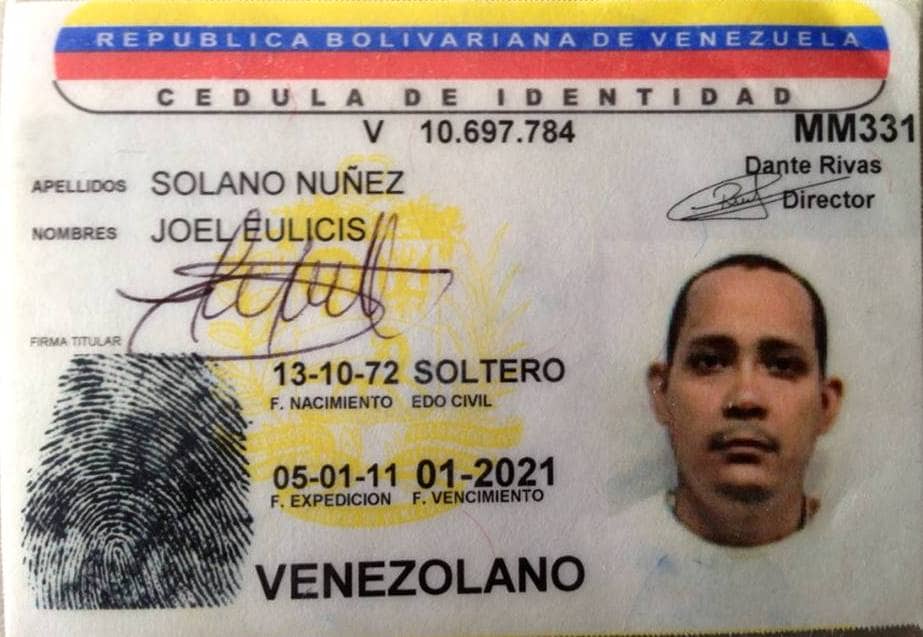 REPUBLICA BOLIVARIANA DE VENEZUELA
CEDULA DE IDENTIDAD
V 10.697.784 MM331
Dante Rivas
Director
APELLIDOS SOLANO NUÑEZ
NOMBRES JOEL EULICIS
FIRMA TITULAR
13-10-72 SOLTERO
F. NACIMIENTO EDO CIVIL
05-01-11 01-2021
F. EXPEDICION F. VENCIMIENTO
VENEZOLANO